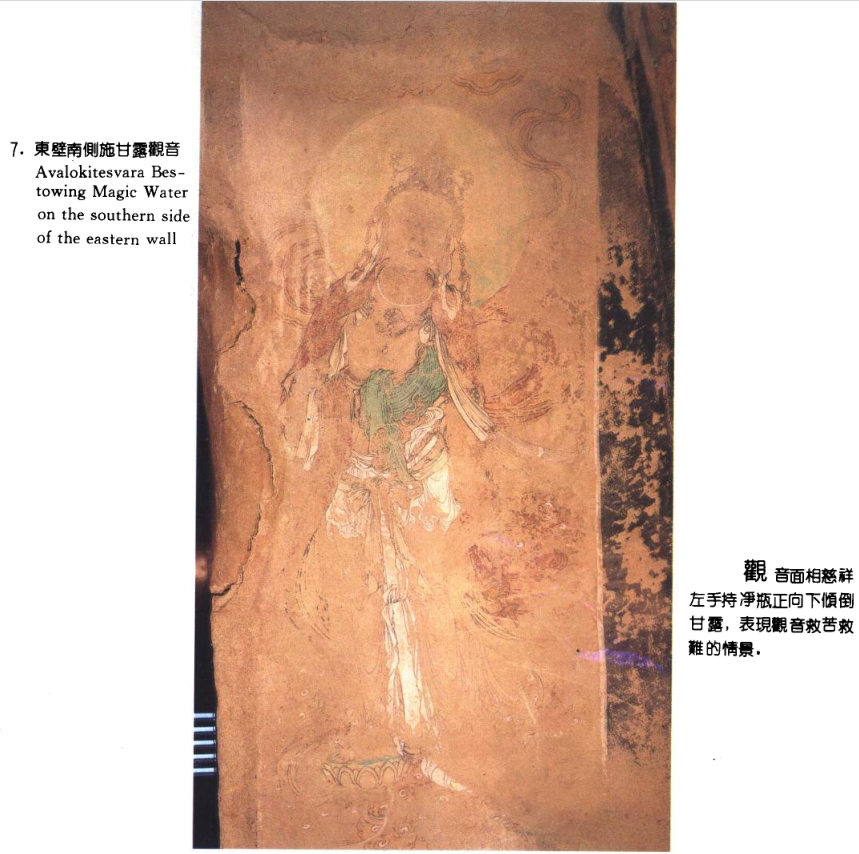 7. 東壁南側施甘露觀音
Avalokitesvara Bes-
towing Magic Water
on the southern side
of the eastern wall
觀音面相慈祥
左手持淨瓶正向下傾倒
甘露，表現觀音救苦救
難的情景．